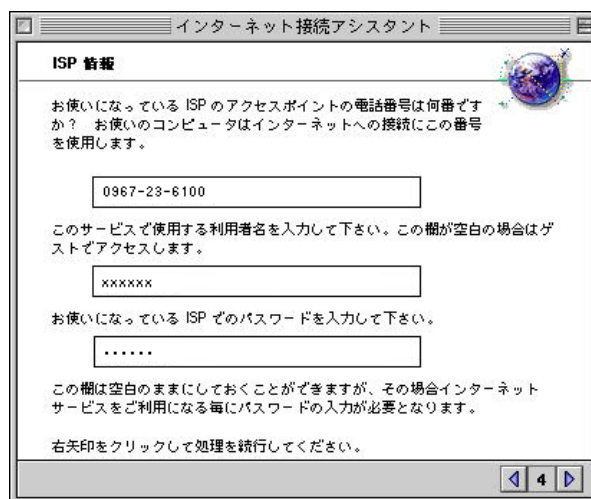 インターネット接続アシスタント
ISP 情報
お使いになっている ISP のアクセスポイントの電話番号は何番です
か？ お使いのコンピュータはインターネットへの接続にこの番号
を使用します。
0967-23-6100
このサービスで使用する利用者名を入力して下さい。この欄が空白の場合はゲ
ストでアクセスします。
xxxxxx
お使いになっている ISP でのパスワードを入力して下さい。
••••••
この欄は空白のままにしておくことができますが、その場合インターネット
サービスをご利用になる毎にパスワードの入力が必要となります。
右矢印をクリックして処理を続行してください。
4